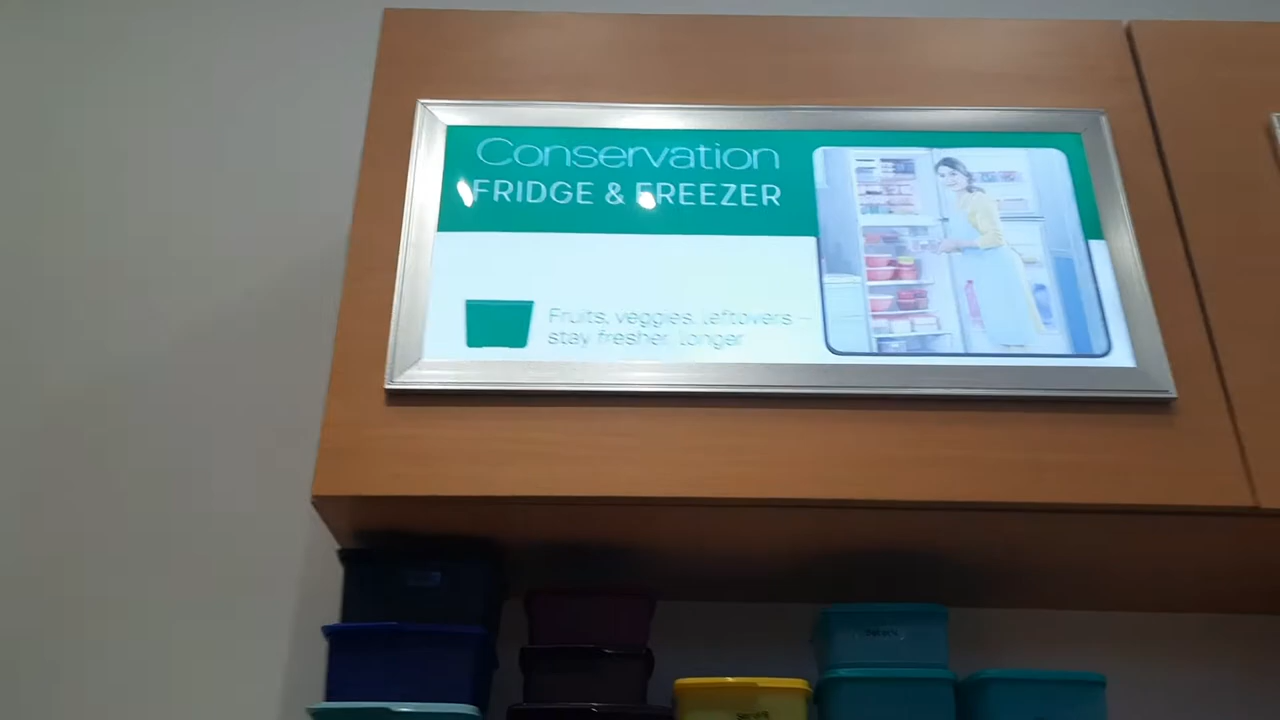 Conservation
FRIDGE & FREEZER
Fruits, veggies, leftovers –
stay fresher longer